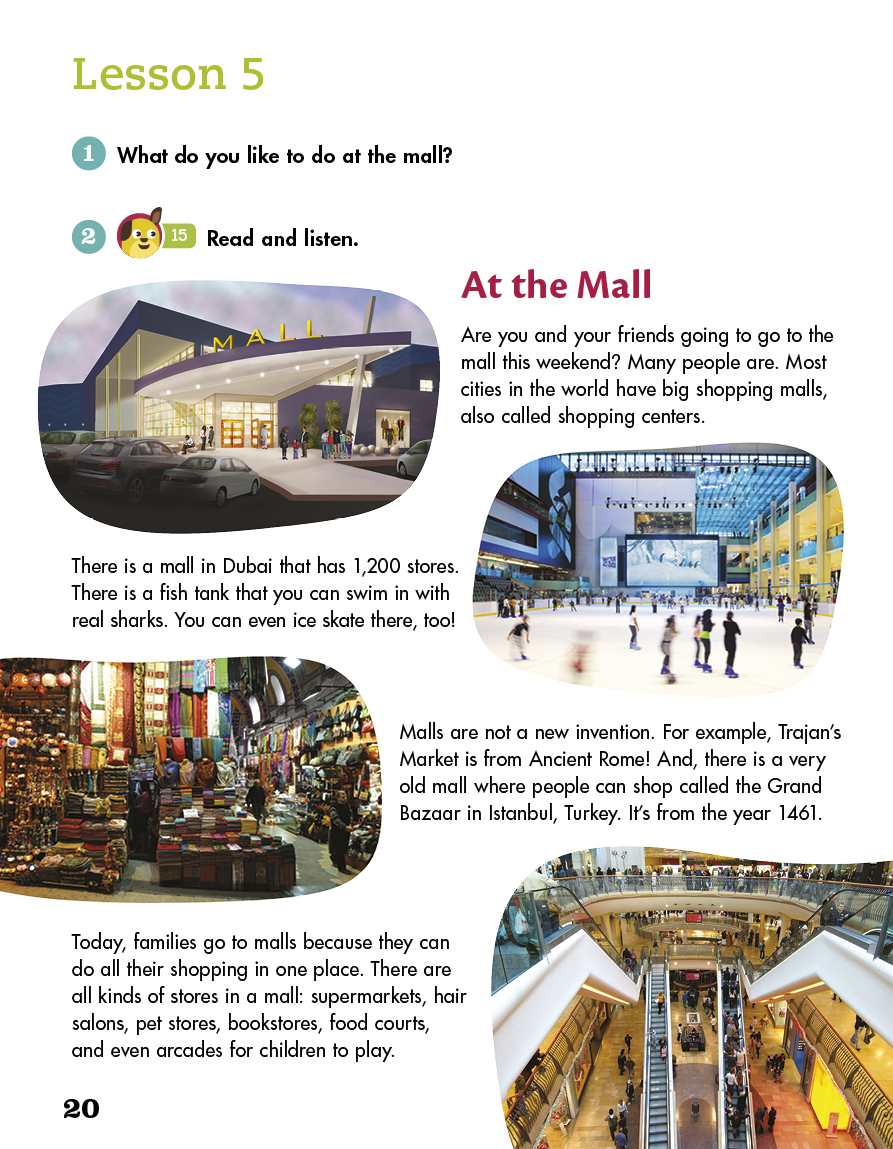 Lesson 5
1 What do you like to do at the mall?
2 15 Read and listen.
At the Mall
MALL
Are you and your friends going to go to the
mall this weekend? Many people are. Most
cities in the world have big shopping malls,
also called shopping centers.
There is a mall in Dubai that has 1,200 stores.
There is a fish tank that you can swim in with
real sharks. You can even ice skate there, too!
Malls are not a new invention. For example, Trajan’s
Market is from Ancient Rome! And, there is a very
old mall where people can shop called the Grand
Bazaar in Istanbul, Turkey. It’s from the year 1461.
Today, families go to malls because they can
do all their shopping in one place. There are
all kinds of stores in a mall: supermarkets, hair
salons, pet stores, bookstores, food courts,
and even arcades for children to play.
20